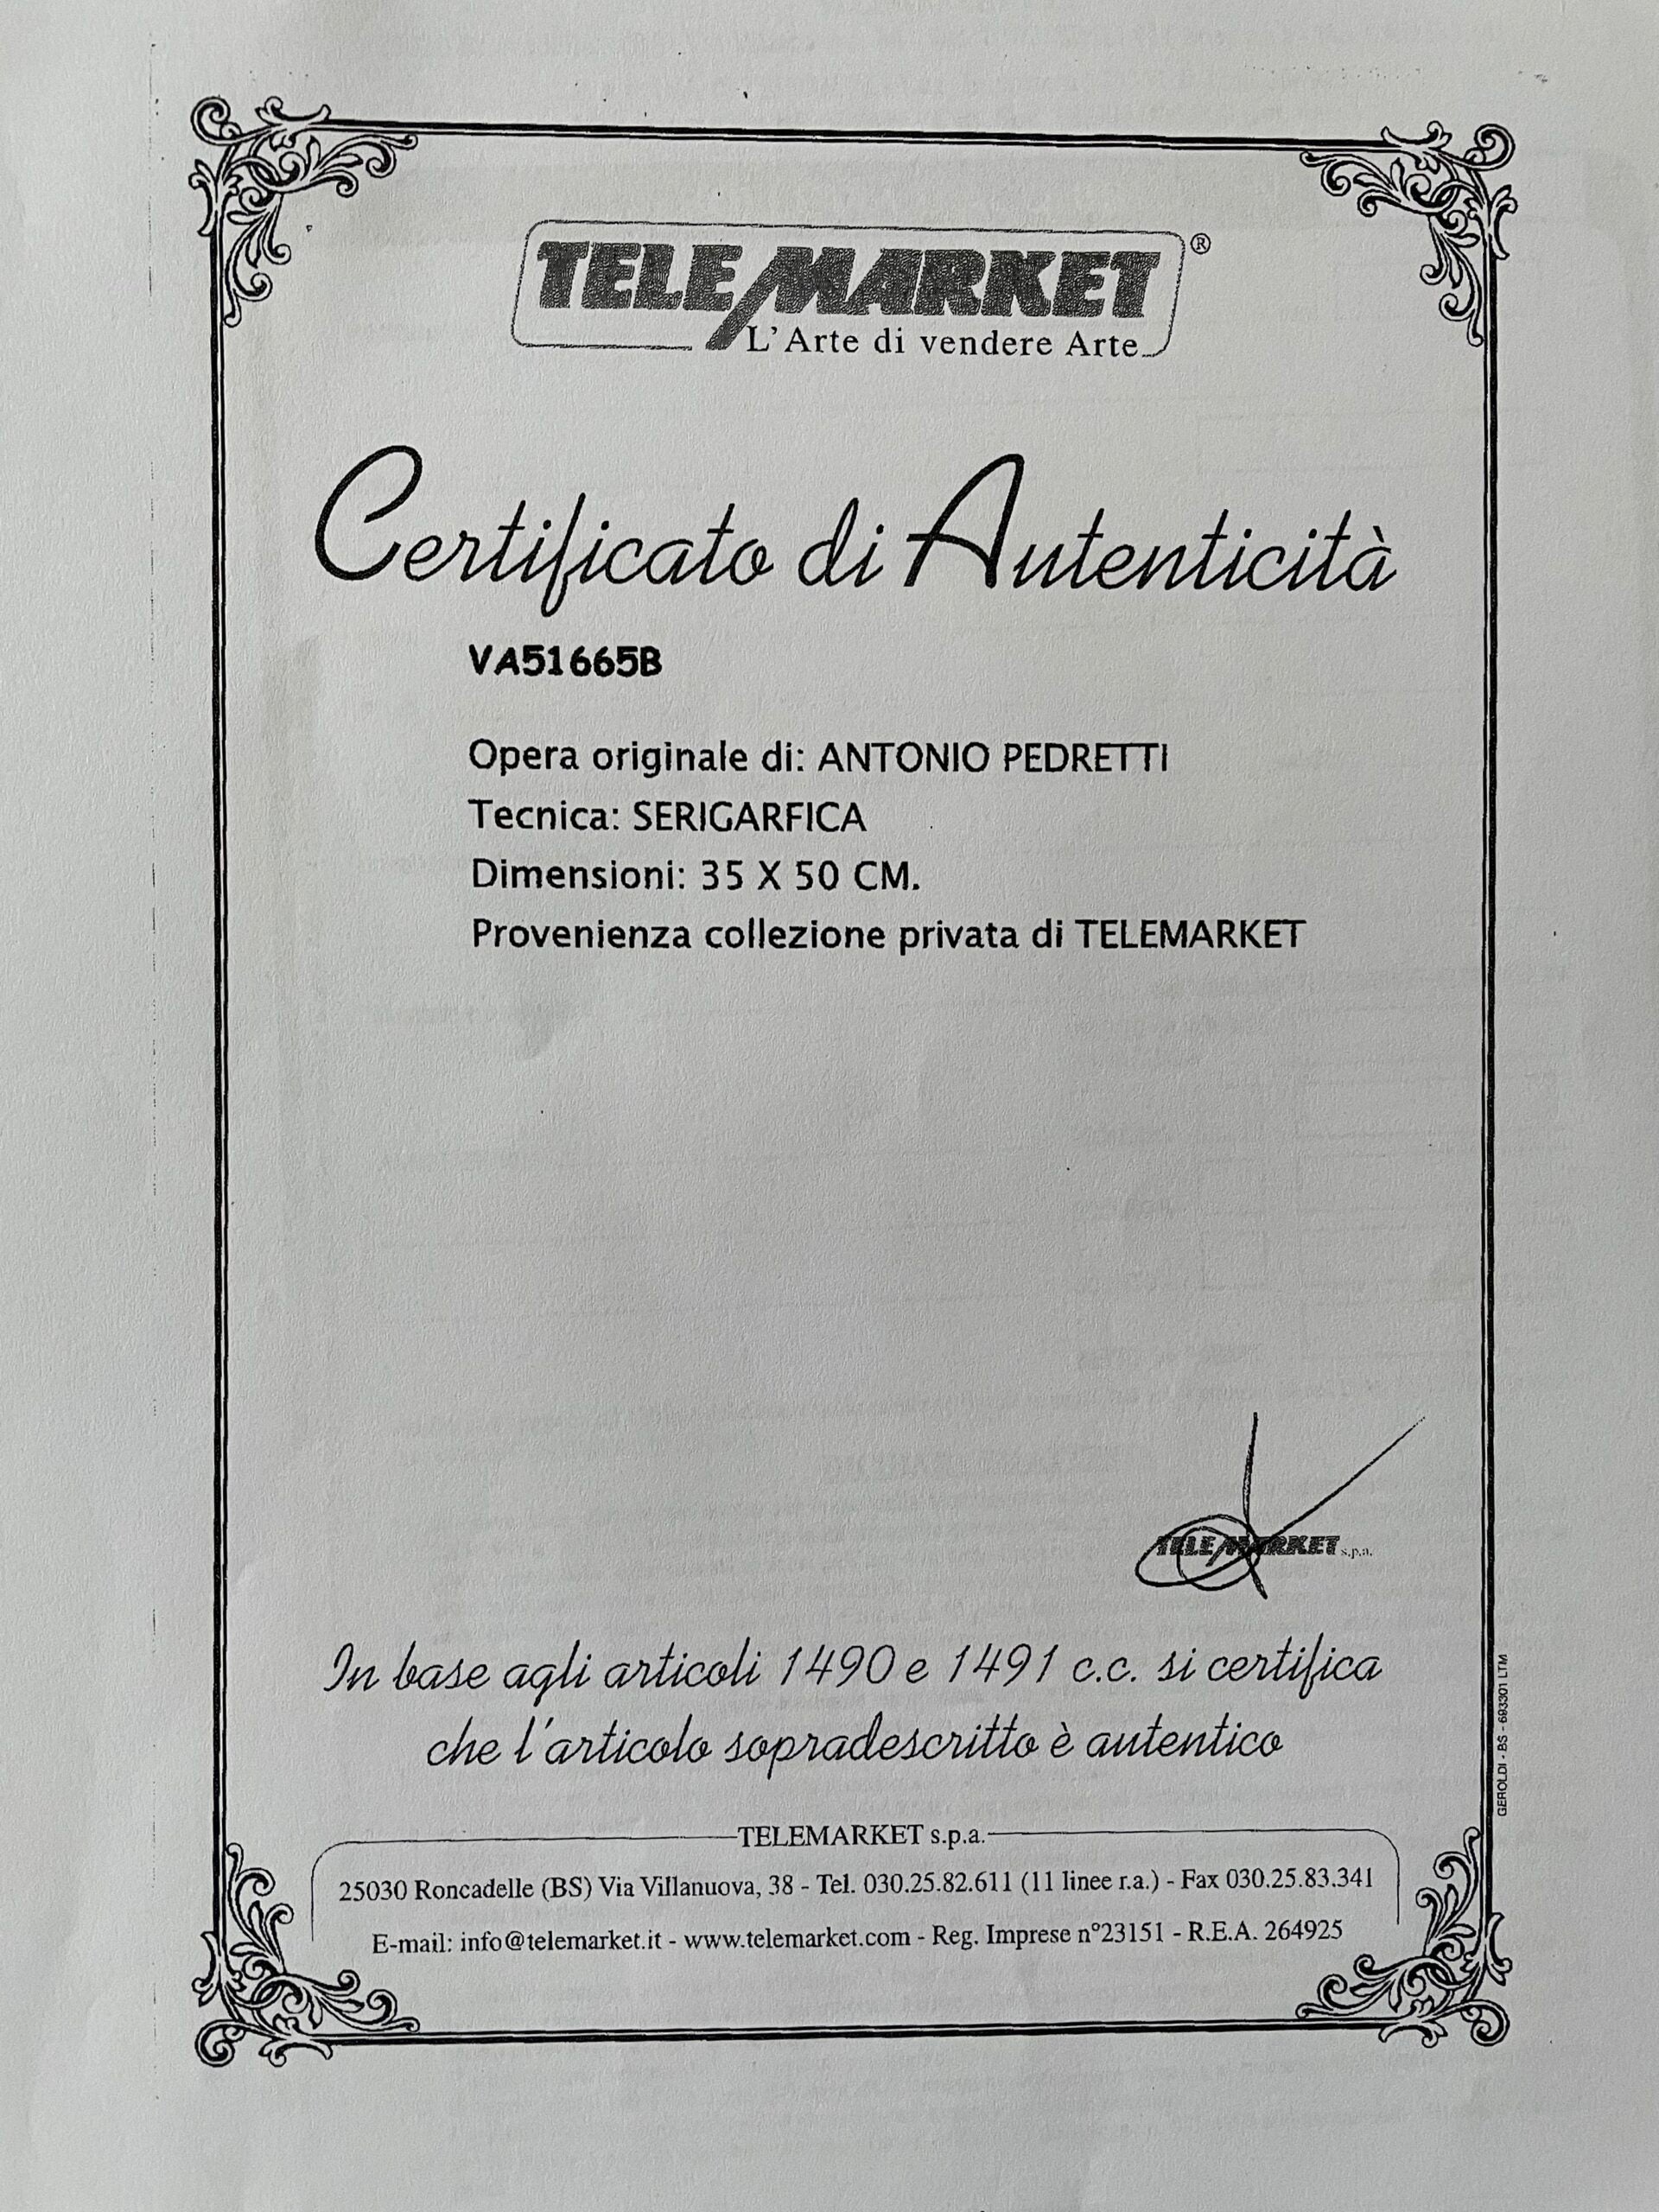 TELEMARKET ®
L'Arte di vendere Arte
Certificato di Autenticità
VA51665B
Opera originale di: ANTONIO PEDRETTI
Tecnica: SERIGARFICA
Dimensioni: 35 X 50 CM.
Provenienza collezione privata di TELEMARKET
TELEMARKET s.p.a.
In base agli articoli 1490 e 1491 c.c. si certifica
che l'articolo sopradescritto è autentico
GEROLDI - BS - 693301 LTM
TELEMARKET s.p.a.
25030 Roncadelle (BS) Via Villanuova, 38 - Tel. 030.25.82.611 (11 linee r.a.) - Fax 030.25.83.341
E-mail: info@telemarket.it - www.telemarket.com - Reg. Imprese n°23151 - R.E.A. 264925